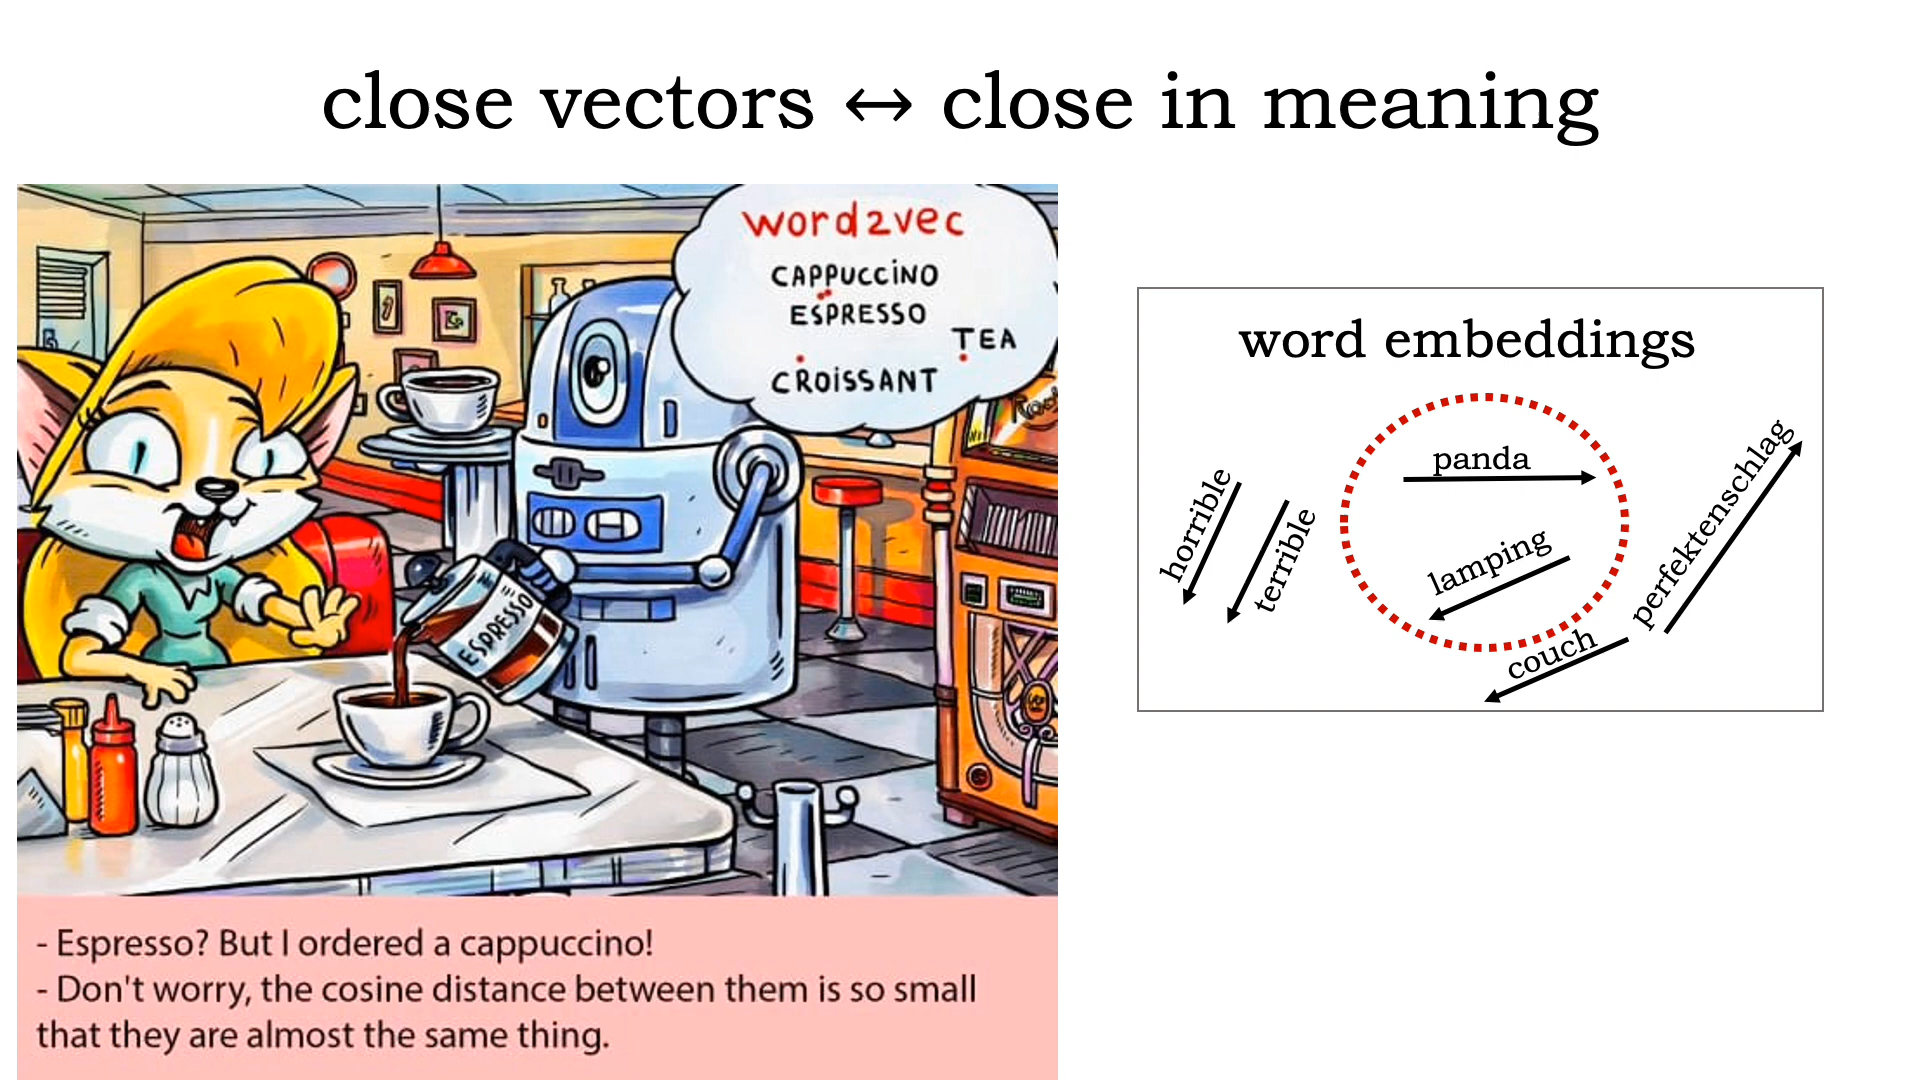 close vectors ↔ close in meaning
word2vec
CAPPUCCINO
ESPRESSO
TEA
CROISSANT
ESPRESSO
- Espresso? But I ordered a cappuccino!
- Don't worry, the cosine distance between them is so small
that they are almost the same thing.
word embeddings
panda
horrible
terrible
lamping
perfektenschlag
couch